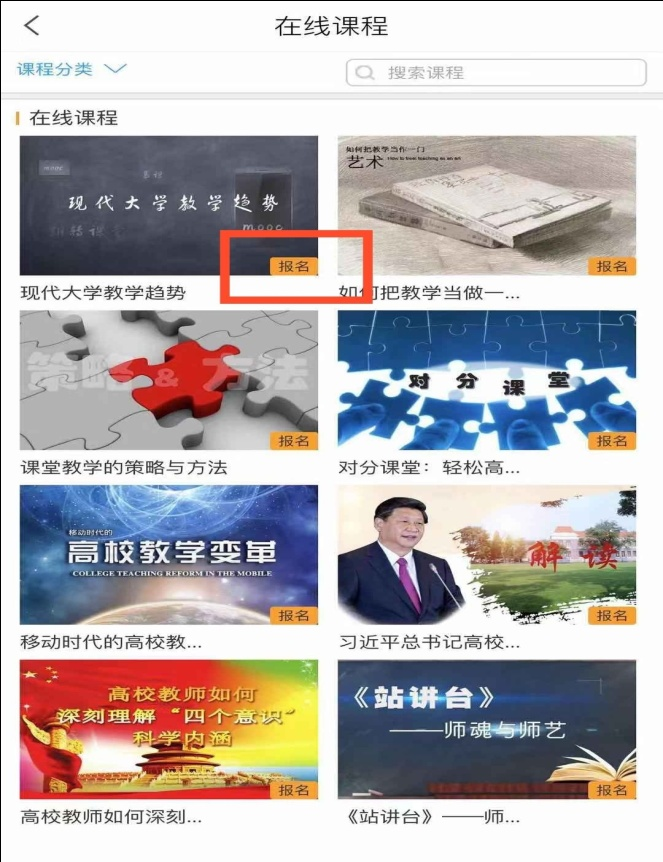 在线课程
课程分类
搜索课程
在线课程
mooc
现代大学教学趋势
mooc
报名
如何把教学当作一门
艺术
How to treat teaching as an art
报名
现代大学教学趋势
如何把教学当做一...
策略 & 方法
报名
对分课堂
报名
课堂教学的策略与方法
对分课堂：轻松高...
移动时代的
高校教学变革
COLLEGE TEACHING REFORM IN THE MOBILE
报名
解读
报名
移动时代的高校教...
习近平总书记高校...
高校教师如何
深刻理解“四个意识”
科学内涵
报名
《站讲台》
——师魂与师艺
报名
高校教师如何深刻...
《站讲台》——师...